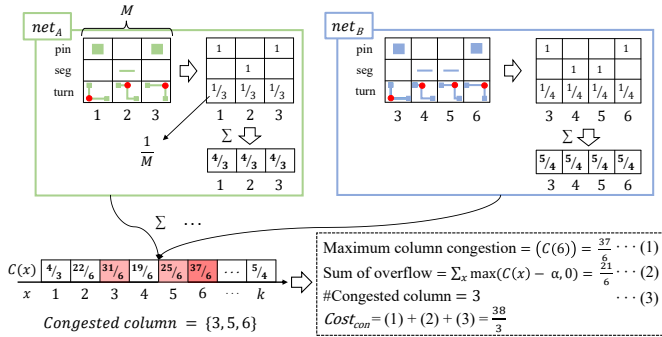 M
net_A
pin
seg
turn
1 2 3
1 1
1
1/3 1/3 1/3
1 2 3
1/M
Σ
4/3 4/3 4/3
1 2 3
net_B
pin
seg
turn
3 4 5 6
1 1
1 1
1/4 1/4 1/4 1/4
3 4 3 6
Σ
5/4 5/4 5/4 5/4
3 4 3 6
Σ ...
C(x) 4/3 22/6 31/6 19/6 25/6 37/6 ... 5/4
x 1 2 3 4 5 6 ... k
Congested column = {3, 5, 6}
Maximum column congestion = (C(6)) = 37/6 ··· (1)
Sum of overflow = Σ_x max(C(x) − α, 0) = 21/6 ··· (2)
#Congested column = 3 ··· (3)
Cost_con = (1) + (2) + (3) = 38/3